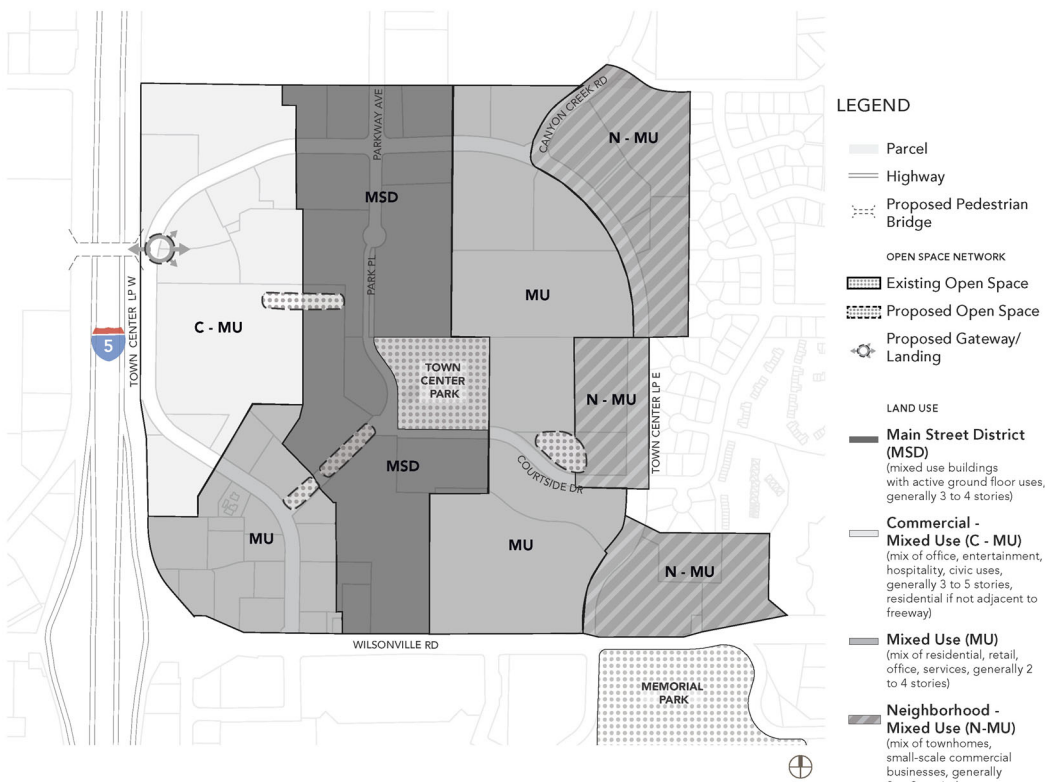 PARKWAY AVE
CANYON CREEK RD
N - MU
MSD
PARK PL
MU
TOWN CENTER LP W
C - MU
5
TOWN
CENTER
PARK
N - MU
TOWN CENTER LP E
MSD
COURTSIDE DR
MU
MU
N - MU
WILSONVILLE RD
MEMORIAL
PARK
LEGEND
Parcel
Highway
Proposed Pedestrian
Bridge
OPEN SPACE NETWORK
Existing Open Space
Proposed Open Space
Proposed Gateway/
Landing
LAND USE
Main Street District
(MSD)
(mixed use buildings
with active ground floor uses,
generally 3 to 4 stories)
Commercial -
Mixed Use (C - MU)
(mix of office, entertainment,
hospitality, civic uses,
generally 3 to 5 stories,
residential if not adjacent to
freeway)
Mixed Use (MU)
(mix of residential, retail,
office, services, generally 2
to 4 stories)
Neighborhood -
Mixed Use (N-MU)
(mix of townhomes,
small-scale commercial
businesses, generally